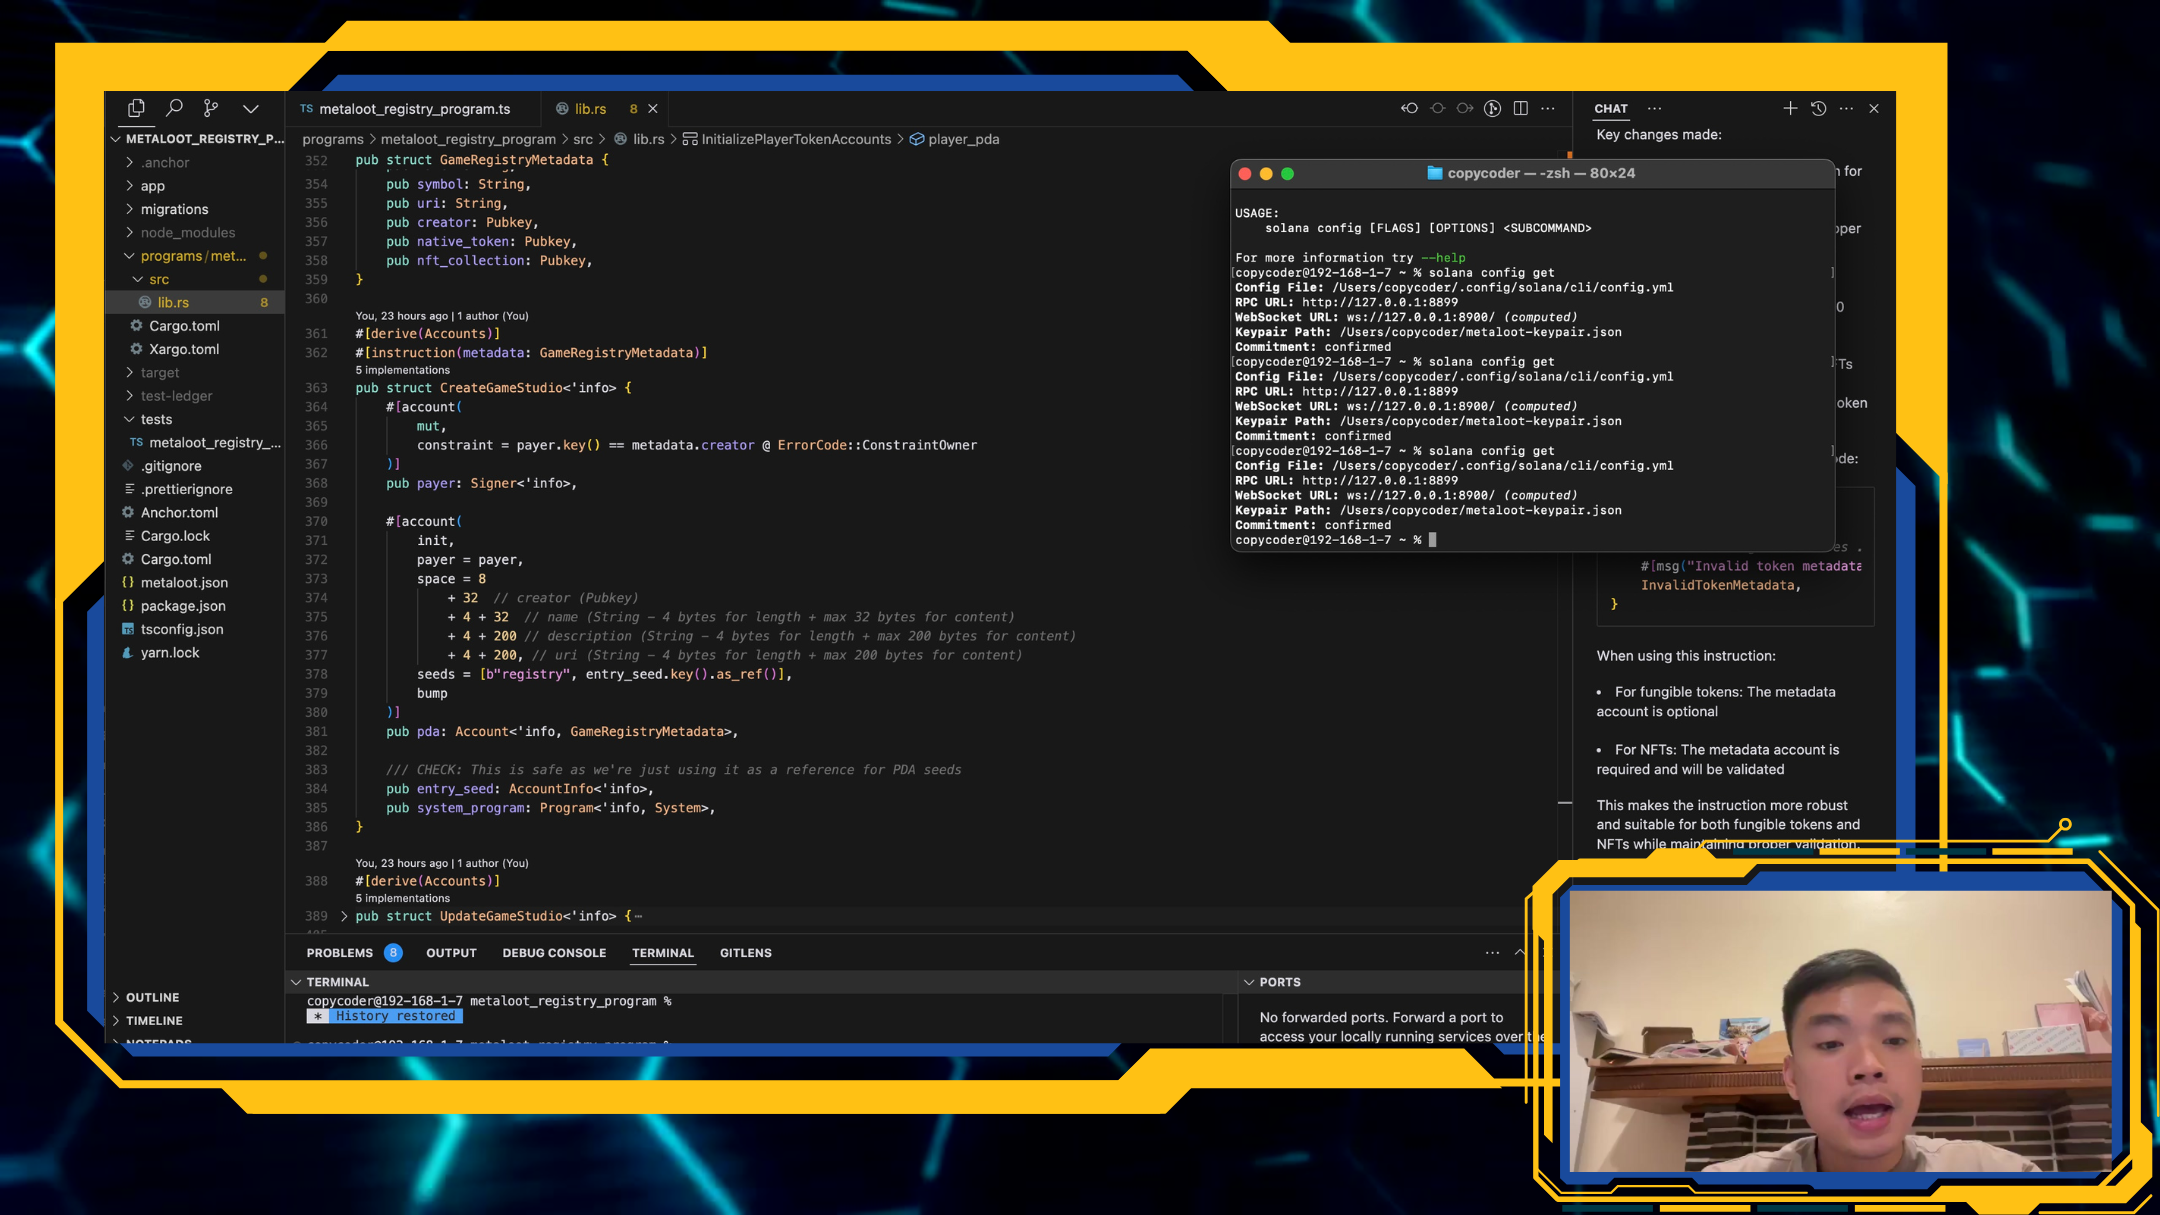 TS metaloot_registry_program.ts
lib.rs 8
CHAT
METALOOT_REGISTRY_P...
.anchor
app
migrations
node_modules
programs/met...
src
lib.rs 8
Cargo.toml
Xargo.toml
target
test-ledger
tests
TS metaloot_registry_...
.gitignore
.prettierignore
Anchor.toml
Cargo.lock
Cargo.toml
{} metaloot.json
{} package.json
tsconfig.json
yarn.lock
OUTLINE
TIMELINE
NOTEPADS
programs > metaloot_registry_program > src > lib.rs > InitializePlayerTokenAccounts > player_pda
352 pub struct GameRegistryMetadata {
354 pub symbol: String,
355 pub uri: String,
356 pub creator: Pubkey,
357 pub native_token: Pubkey,
358 pub nft_collection: Pubkey,
359 }
360
You, 23 hours ago | 1 author (You)
361 #[derive(Accounts)]
362 #[instruction(metadata: GameRegistryMetadata)]
5 implementations
363 pub struct CreateGameStudio<'info> {
364 #[account(
365 mut,
366 constraint = payer.key() == metadata.creator @ ErrorCode::ConstraintOwner
367 )]
368 pub payer: Signer<'info>,
369
370 #[account(
371 init,
372 payer = payer,
373 space = 8
374 + 32 // creator (Pubkey)
375 + 4 + 32 // name (String - 4 bytes for length + max 32 bytes for content)
376 + 4 + 200 // description (String - 4 bytes for length + max 200 bytes for content)
377 + 4 + 200, // uri (String - 4 bytes for length + max 200 bytes for content)
378 seeds = [b"registry", entry_seed.key().as_ref()],
379 bump
380 )]
381 pub pda: Account<'info, GameRegistryMetadata>,
382
383 /// CHECK: This is safe as we're just using it as a reference for PDA seeds
384 pub entry_seed: AccountInfo<'info>,
385 pub system_program: Program<'info, System>,
386 }
387
You, 23 hours ago | 1 author (You)
388 #[derive(Accounts)]
5 implementations
389 pub struct UpdateGameStudio<'info> {
PROBLEMS 8 OUTPUT DEBUG CONSOLE TERMINAL GITLENS
TERMINAL
copycoder@192-168-1-7 metaloot_registry_program %
* History restored
copycoder@192-168-1-7 metaloot_registry_program %
PORTS
No forwarded ports. Forward a port to
access your locally running services over the
copycoder — -zsh — 80×24
USAGE:
solana config [FLAGS] [OPTIONS] <SUBCOMMAND>
For more information try --help
[copycoder@192-168-1-7 ~ % solana config get ]
Config File: /Users/copycoder/.config/solana/cli/config.yml
RPC URL: http://127.0.0.1:8899
WebSocket URL: ws://127.0.0.1:8900/ (computed)
Keypair Path: /Users/copycoder/metaloot-keypair.json
Commitment: confirmed
[copycoder@192-168-1-7 ~ % solana config get ]
Config File: /Users/copycoder/.config/solana/cli/config.yml
RPC URL: http://127.0.0.1:8899
WebSocket URL: ws://127.0.0.1:8900/ (computed)
Keypair Path: /Users/copycoder/metaloot-keypair.json
Commitment: confirmed
[copycoder@192-168-1-7 ~ % solana config get ]
Config File: /Users/copycoder/.config/solana/cli/config.yml
RPC URL: http://127.0.0.1:8899
WebSocket URL: ws://127.0.0.1:8900/ (computed)
Keypair Path: /Users/copycoder/metaloot-keypair.json
Commitment: confirmed
copycoder@192-168-1-7 ~ %
Key changes made:
for
oken
#[msg("Invalid token metadata
InvalidTokenMetadata,
}
When using this instruction:
• For fungible tokens: The metadata
account is optional
• For NFTs: The metadata account is
required and will be validated
This makes the instruction more robust
and suitable for both fungible tokens and
NFTs while maintaining proper validation.